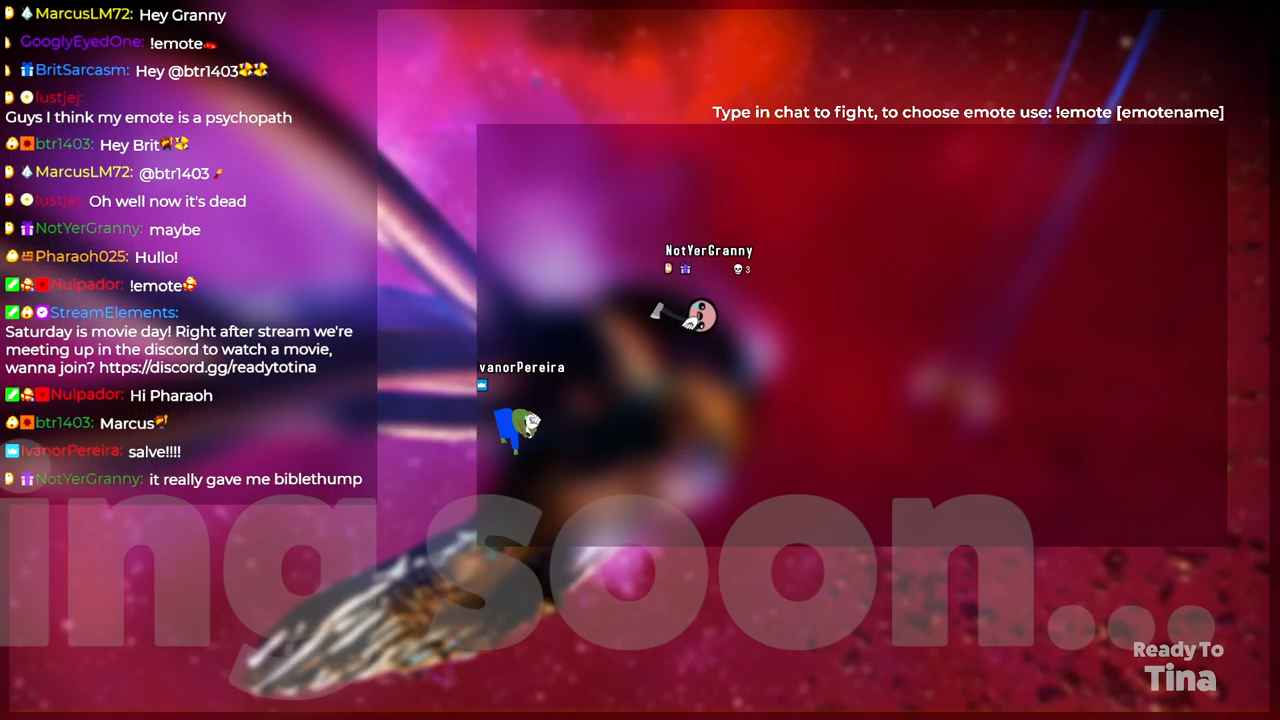 MarcusLM72: Hey Granny
GooglyEyedOne: !emote
BritSarcasm: Hey @btr1403
lustjej:
Guys I think my emote is a psychopath
btr1403: Hey Brit
MarcusLM72: @btr1403
lustjej: Oh well now it's dead
NotYerGranny: maybe
Pharaoh025: Hullo!
Nulpador: !emote
StreamElements:
Saturday is movie day! Right after stream we're
meeting up in the discord to watch a movie,
wanna join? https://discord.gg/readytotina
Nulpador: Hi Pharaoh
btr1403: Marcus
IvanorPereira: salve!!!!
NotYerGranny: it really gave me biblethump
Type in chat to fight, to choose emote use: !emote [emotename]
NotYerGranny
3
vanorPereira
ing soon...
Ready To
Tina